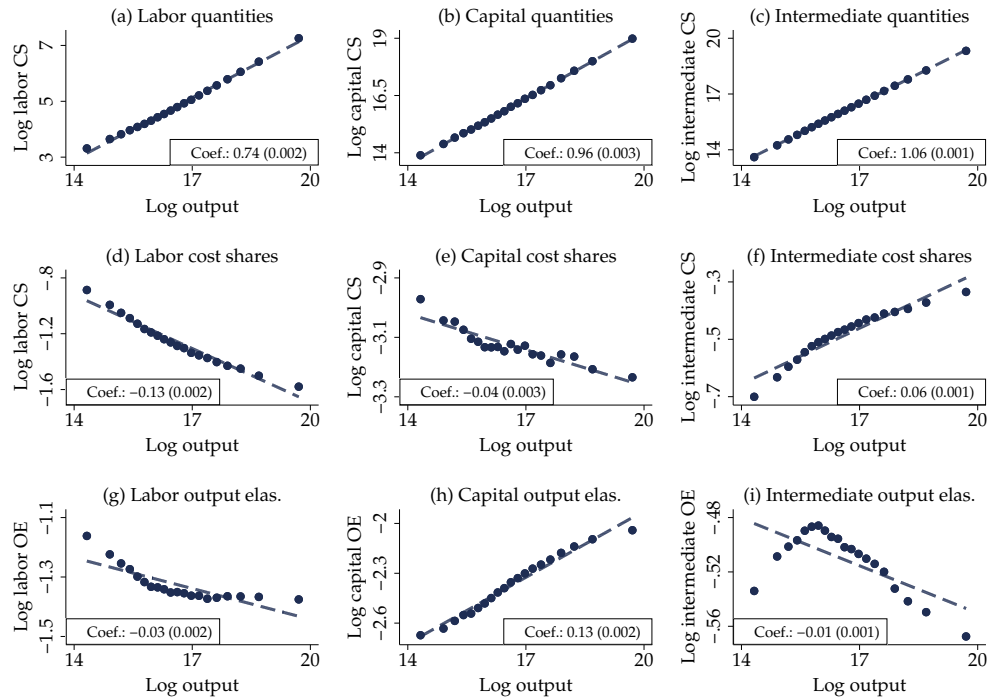 (a) Labor quantities
Log labor CS
7
5
3
Coef.: 0.74 (0.002)
14 17 20
Log output
(b) Capital quantities
Log capital CS
19
16.5
14
Coef.: 0.96 (0.003)
14 17 20
Log output
(c) Intermediate quantities
Log intermediate CS
20
17
14
Coef.: 1.06 (0.001)
14 17 20
Log output
(d) Labor cost shares
Log labor CS
−.8
−1.2
−1.6
Coef.: −0.13 (0.002)
14 17 20
Log output
(e) Capital cost shares
Log capital CS
−2.9
−3.1
−3.3
Coef.: −0.04 (0.003)
14 17 20
Log output
(f) Intermediate cost shares
Log intermediate CS
−.3
−.5
−.7
Coef.: 0.06 (0.001)
14 17 20
Log output
(g) Labor output elas.
Log labor OE
−1.1
−1.3
−1.5
Coef.: −0.03 (0.002)
14 17 20
Log output
(h) Capital output elas.
Log capital OE
−2
−2.3
−2.6
Coef.: 0.13 (0.002)
14 17 20
Log output
(i) Intermediate output elas.
Log intermediate OE
−.48
−.52
−.56
Coef.: −0.01 (0.001)
14 17 20
Log output